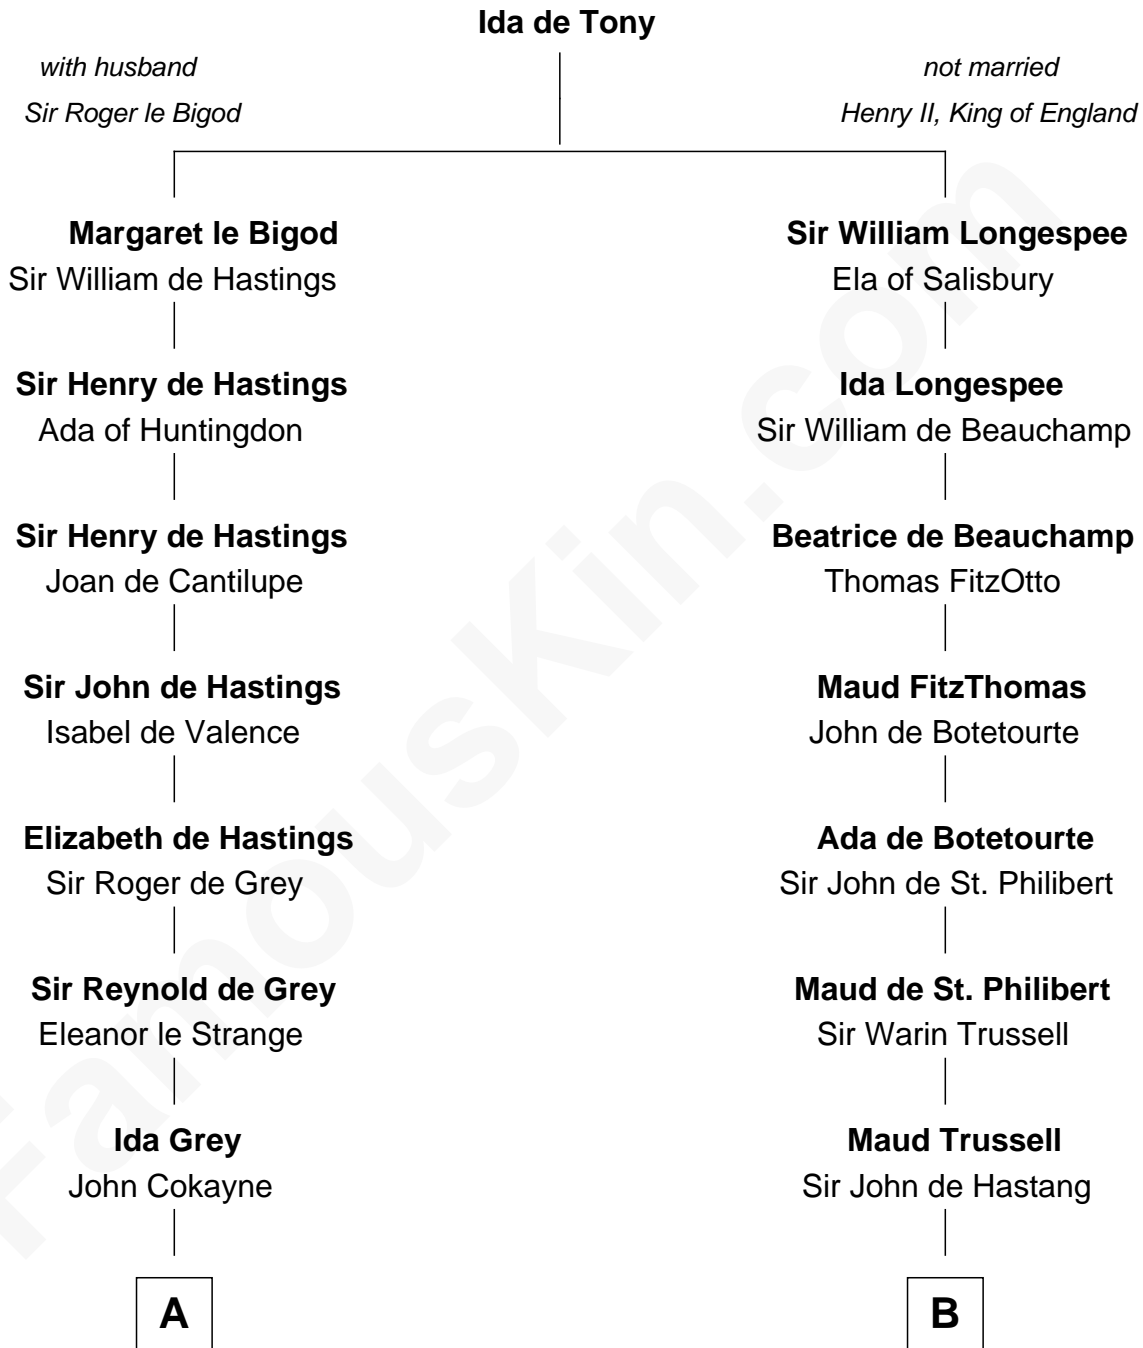 Ida de Tony
with husband
Sir Roger le Bigod
not married
Henry II, King of England
Margaret le Bigod
Sir William de Hastings
Sir Henry de Hastings
Ada of Huntingdon
Sir Henry de Hastings
Joan de Cantilupe
Sir John de Hastings
Isabel de Valence
Elizabeth de Hastings
Sir Roger de Grey
Sir Reynold de Grey
Eleanor le Strange
Ida Grey
John Cokayne
A
Sir William Longespee
Ela of Salisbury
Ida Longespee
Sir William de Beauchamp
Beatrice de Beauchamp
Thomas FitzOtto
Maud FitzThomas
John de Botetourte
Ada de Botetourte
Sir John de St. Philibert
Maud de St. Philibert
Sir Warin Trussell
Maud Trussell
Sir John de Hastang
B
FamousKin.com